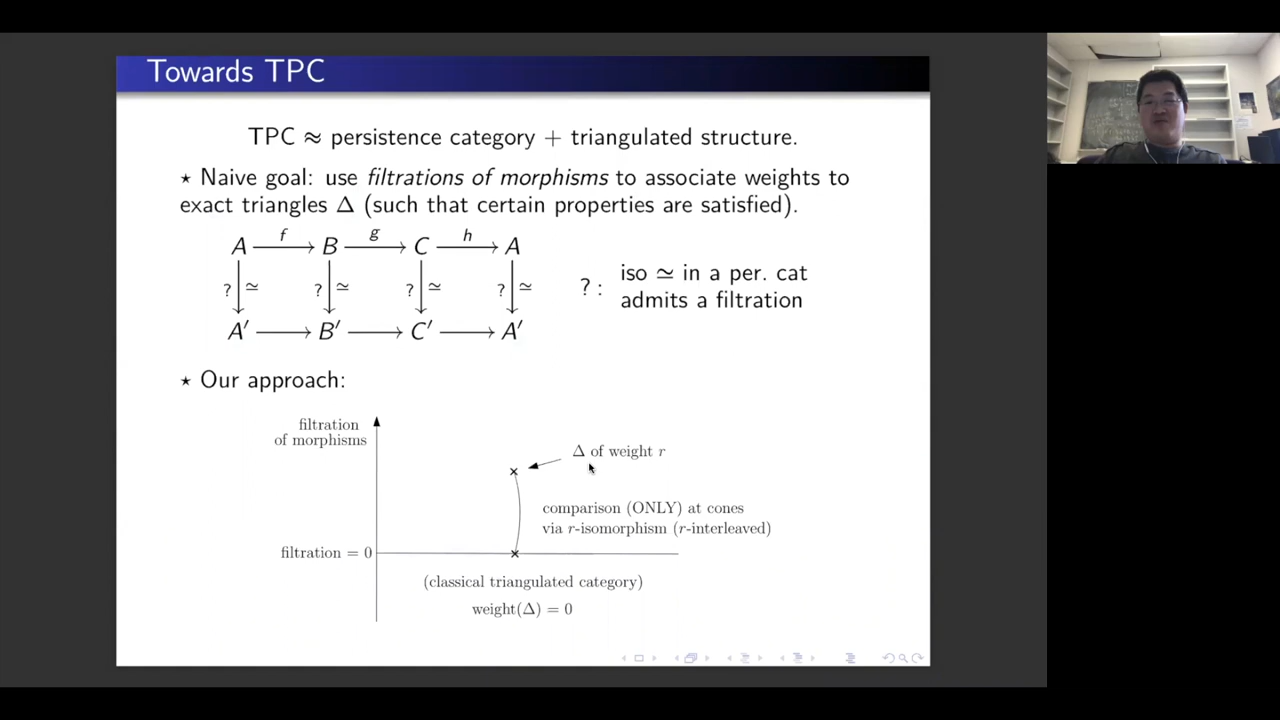 Towards TPC
TPC ≈ persistence category + triangulated structure.
⋆ Naive goal: use filtrations of morphisms to associate weights to
exact triangles Δ (such that certain properties are satisfied).
f g h
A B C A
? ≃ ? ≃ ? ≃ ? ≃
A′ B′ C′ A′
? : iso ≃ in a per. cat
admits a filtration
⋆ Our approach:
filtration
of morphisms
Δ of weight r
comparison (ONLY) at cones
via r-isomorphism (r-interleaved)
filtration = 0
(classical triangulated category)
weight(Δ) = 0